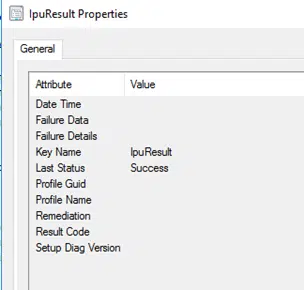 IpuResult Properties
General
Attribute Value
Date Time
Failure Data
Failure Details
Key Name IpuResult
Last Status Success
Profile Guid
Profile Name
Remediation
Result Code
Setup Diag Version